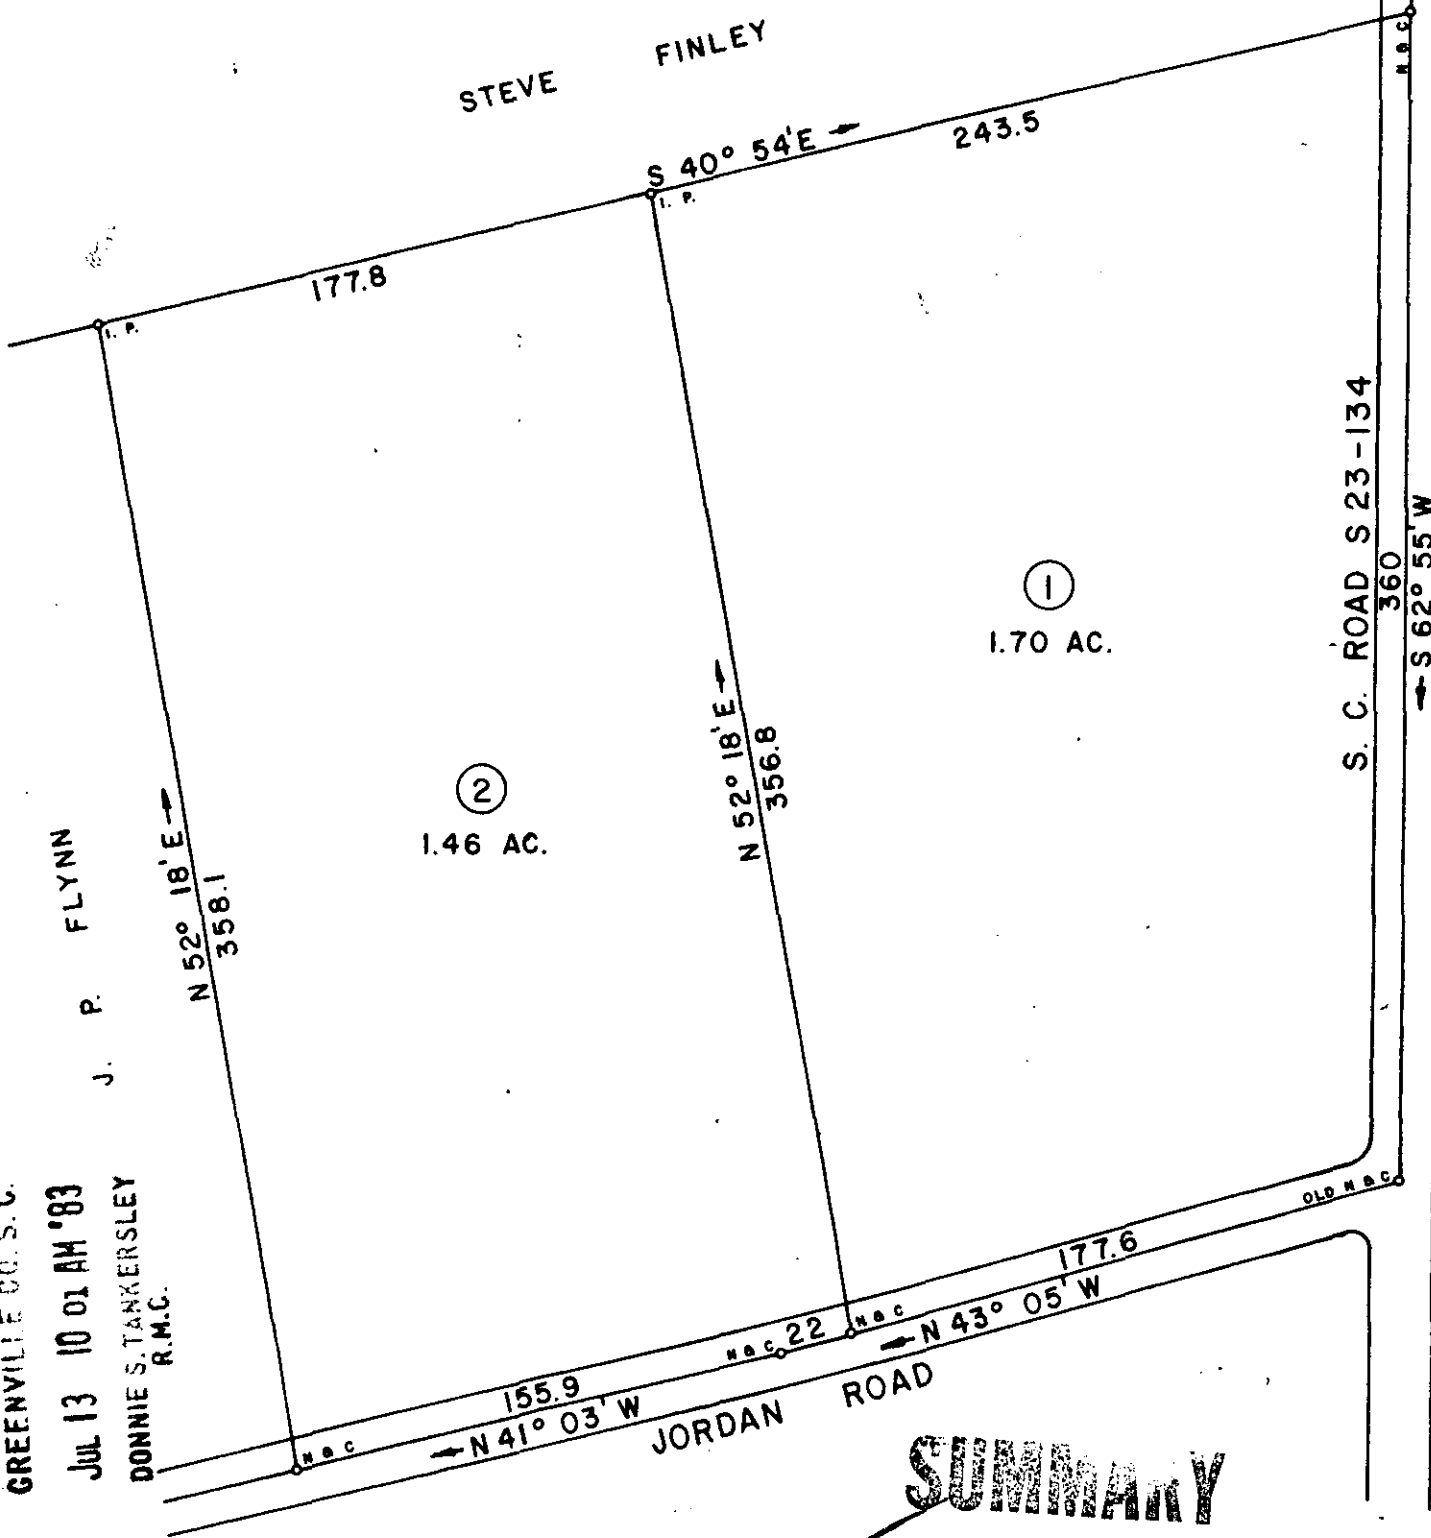 STEVE FINLEY
N & C
S 40° 54'E
243.5
I. P.
177.8
I. P.
S. C. ROAD S 23-134
360
S 62° 55' W
1
1.70 AC.
N 52° 18' E
356.8
2
1.46 AC.
N 52° 18' E
358.1
J. P. FLYNN
GREENVILLE CO. S. C.
JUL 13 10 01 AM '83
DONNIE S. TANKERSLEY
R.M.C.
OLD N & C
177.6
N 43° 05' W
N & C
22
N & C
155.9
N 41° 03' W
N & C
JORDAN ROAD
SUMMARY